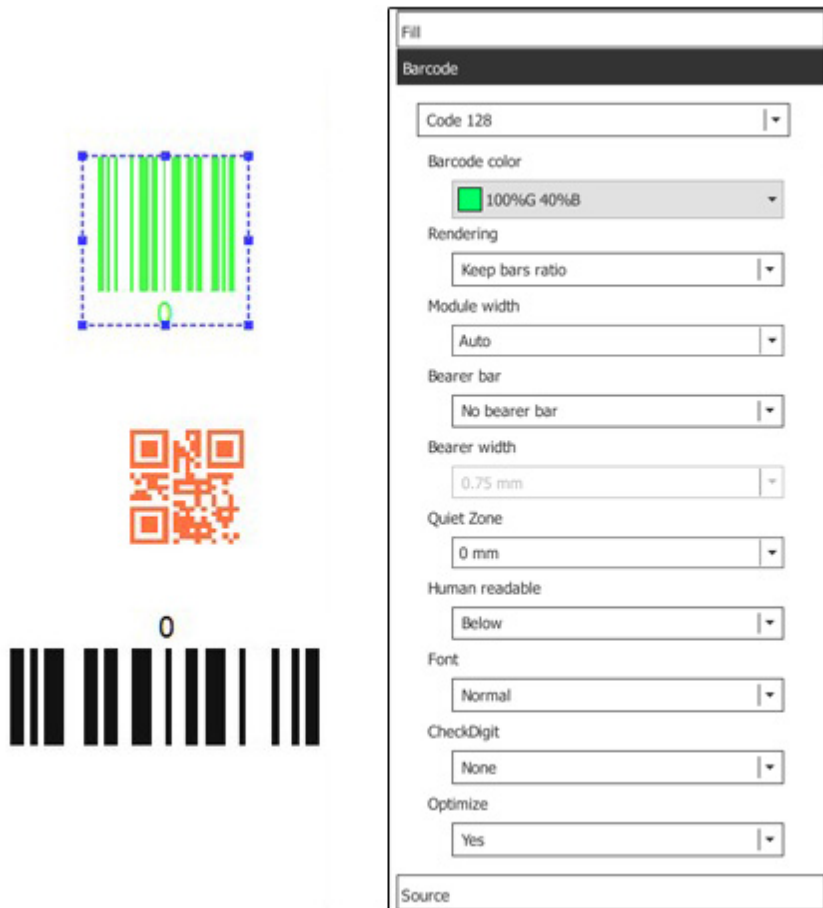 0
0
Fill
Barcode
Code 128
Barcode color
100%G 40%B
Rendering
Keep bars ratio
Module width
Auto
Bearer bar
No bearer bar
Bearer width
0.75 mm
Quiet Zone
0 mm
Human readable
Below
Font
Normal
CheckDigit
None
Optimize
Yes
Source